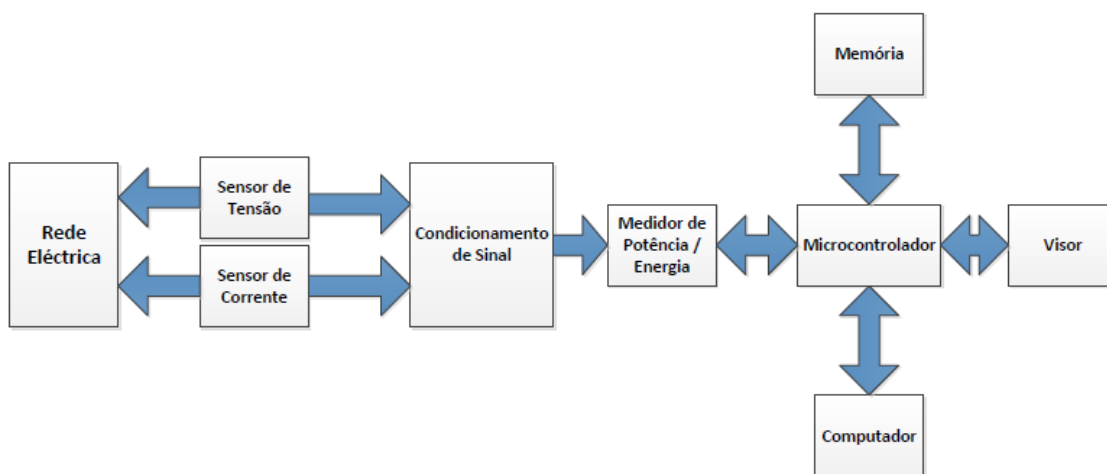 Memória
Rede
Eléctrica
Sensor de
Tensão
Sensor de
Corrente
Condicionamento
de Sinal
Medidor de
Potência /
Energia
Microcontrolador
Visor
Computador